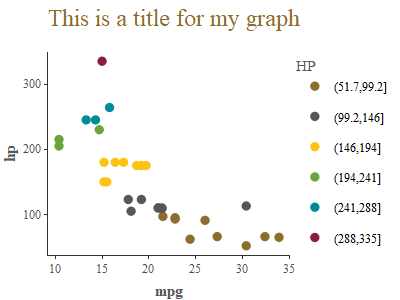 This is a title for my graph
HP
(51.7,99.2]
(99.2,146]
(146,194]
(194,241]
(241,288]
(288,335]
hp
300
200
100
10 15 20 25 30 35
mpg